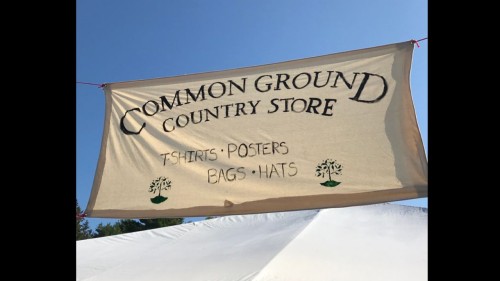 COMMON GROUND
COUNTRY STORE
T-SHIRTS · POSTERS
BAGS · HATS